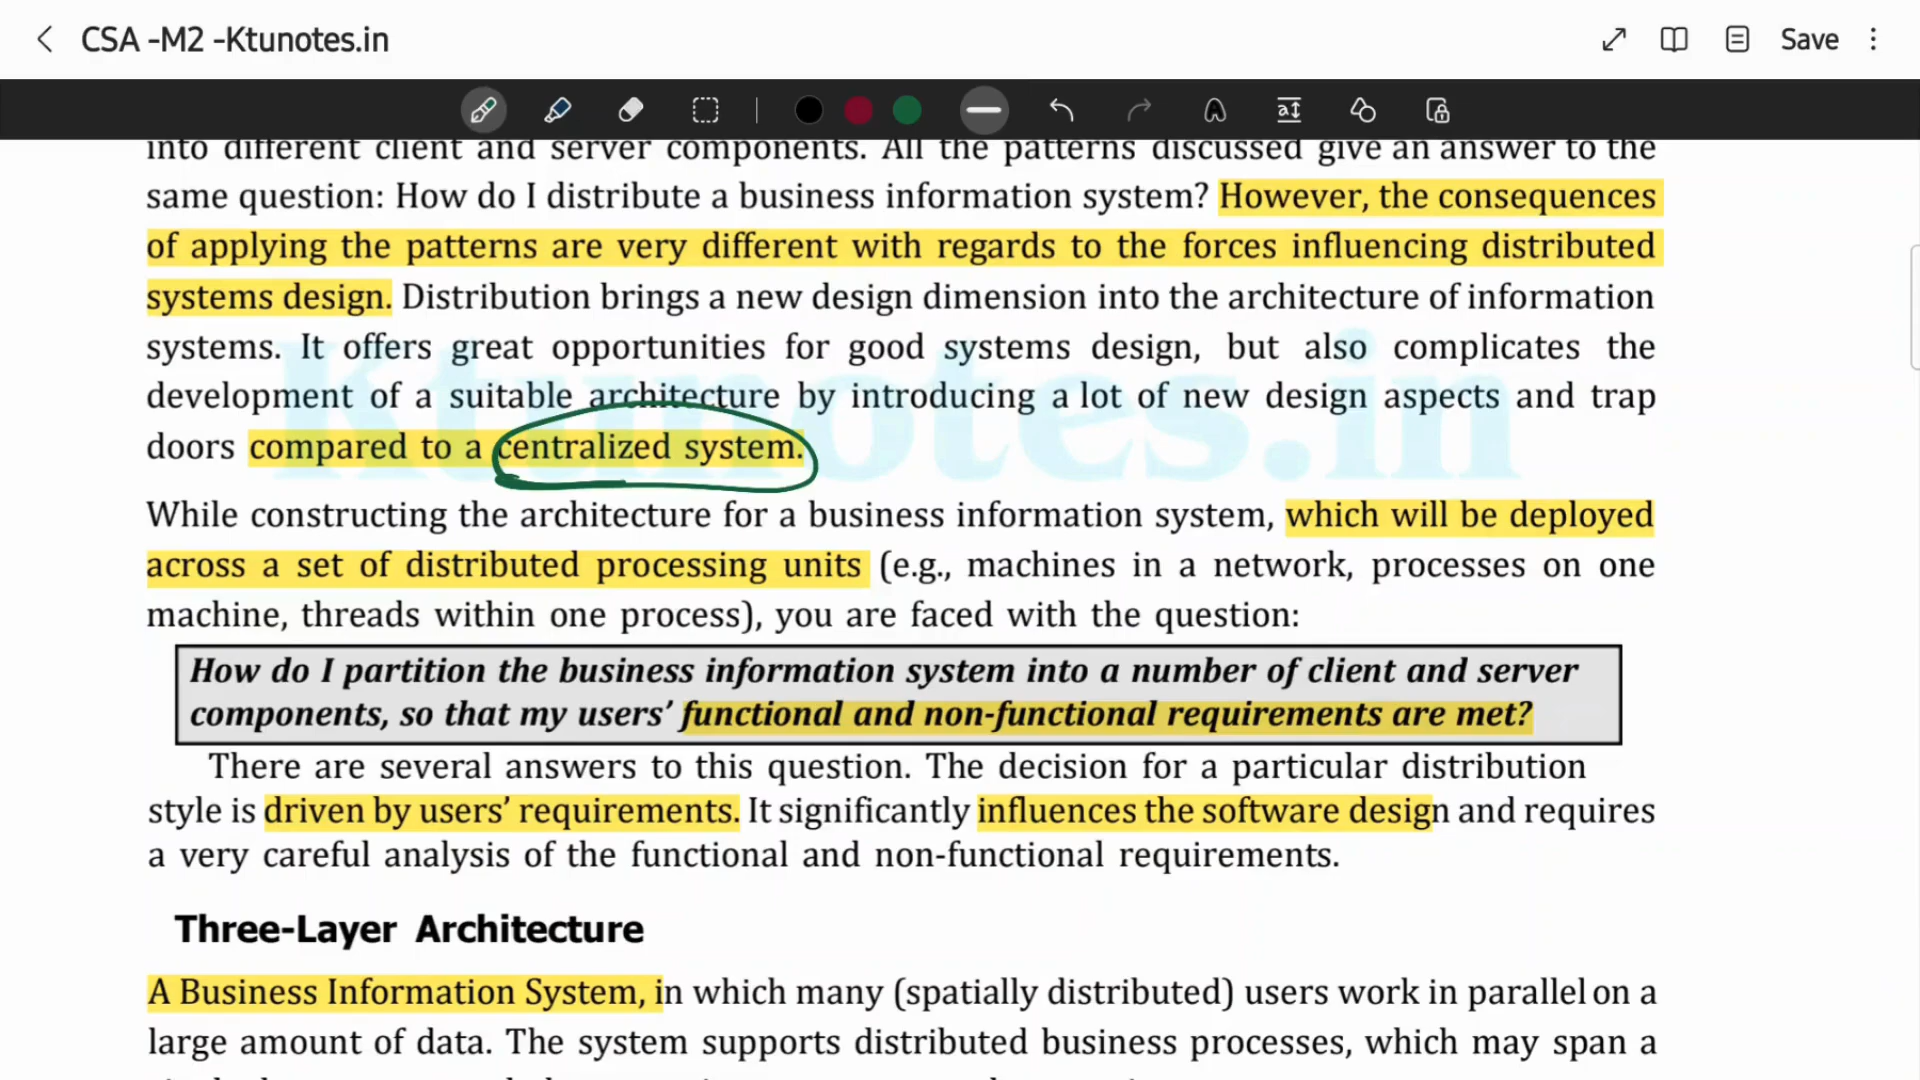 CSA -M2 -Ktunotes.in
Save
into different client and server components. All the patterns discussed give an answer to the
same question: How do I distribute a business information system? However, the consequences
of applying the patterns are very different with regards to the forces influencing distributed
systems design. Distribution brings a new design dimension into the architecture of information
systems. It offers great opportunities for good systems design, but also complicates the
development of a suitable architecture by introducing a lot of new design aspects and trap
doors compared to a centralized system.
Ktunotes.in
While constructing the architecture for a business information system, which will be deployed
across a set of distributed processing units (e.g., machines in a network, processes on one
machine, threads within one process), you are faced with the question:
How do I partition the business information system into a number of client and server
components, so that my users’ functional and non-functional requirements are met?
There are several answers to this question. The decision for a particular distribution
style is driven by users’ requirements. It significantly influences the software design and requires
a very careful analysis of the functional and non-functional requirements.
Three-Layer Architecture
A Business Information System, in which many (spatially distributed) users work in parallel on a
large amount of data. The system supports distributed business processes, which may span a